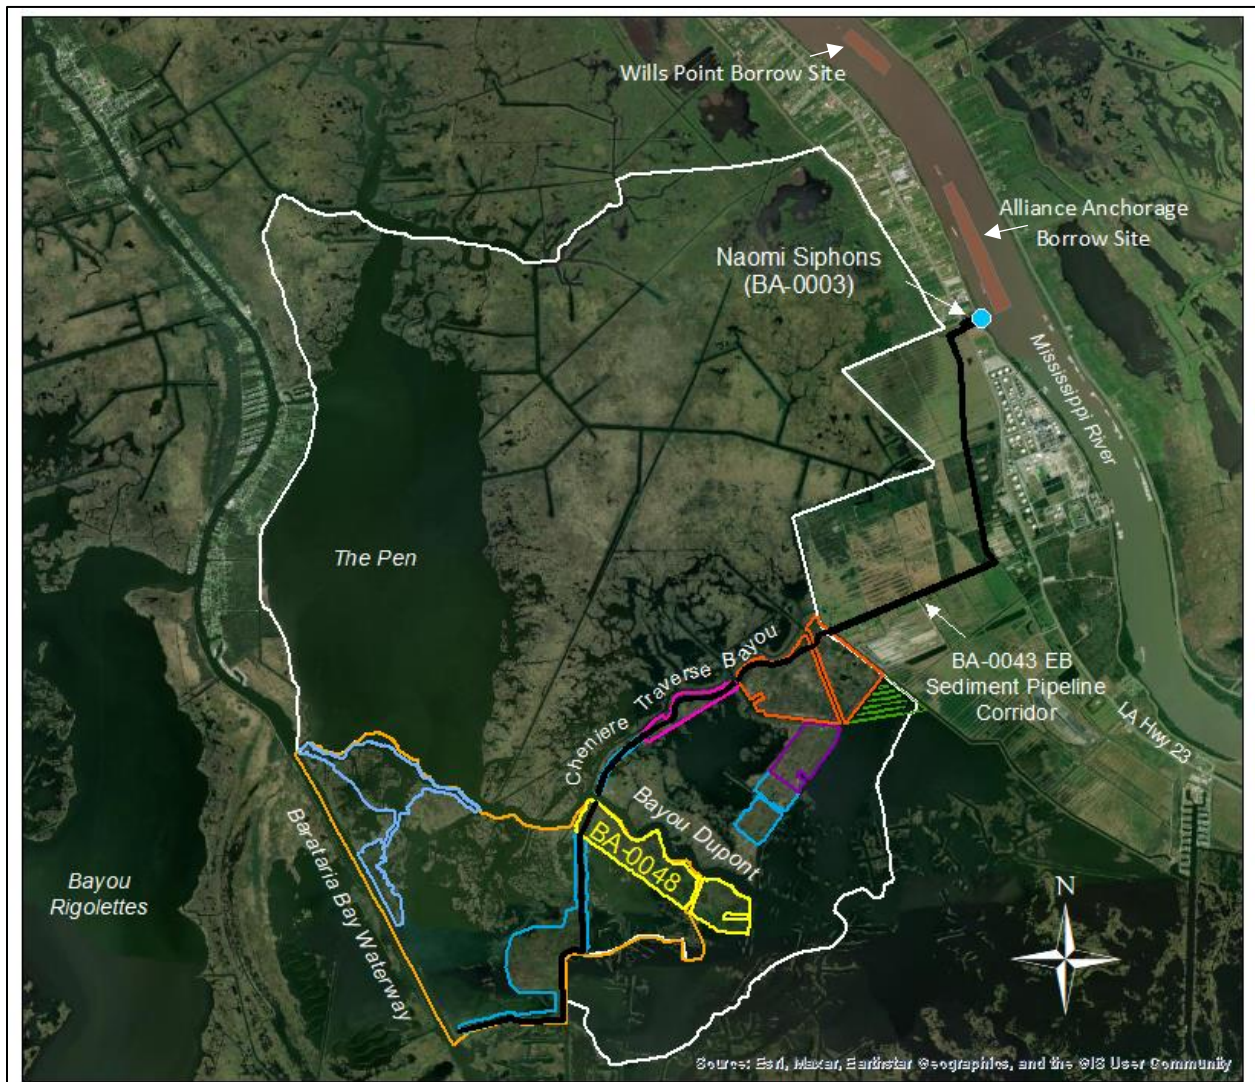 Wills Point Borrow Site
Alliance Anchorage
Borrow Site
Naomi Siphons
(BA-0003)
Mississippi River
The Pen
Cheniere Traverse Bayou
BA-0043 EB
Sediment Pipeline
Corridor
LA Hwy 23
Bayou Dupont
BA-0048
Barataria Bay Waterway
Bayou
Rigolettes
N
Source: Esri, Maxar, Earthstar Geographics, and the GIS User Community